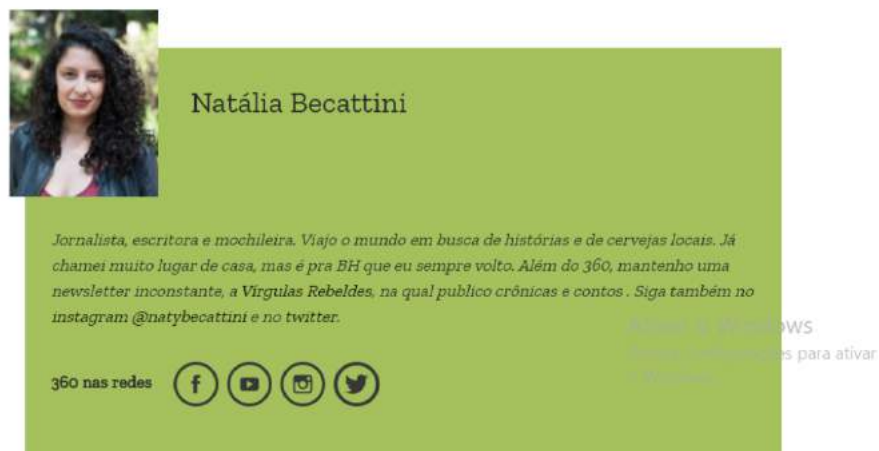 Natália Becattini
Jornalista, escritora e mochileira. Viajo o mundo em busca de histórias e de cervejas locais. Já
chamei muito lugar de casa, mas é pra BH que eu sempre volto. Além do 360, mantenho uma
newsletter inconstante, a Vírgulas Rebeldes, na qual publico crônicas e contos . Siga também no
instagram @natybecattini e no twitter.
360 nas redes
para ativar